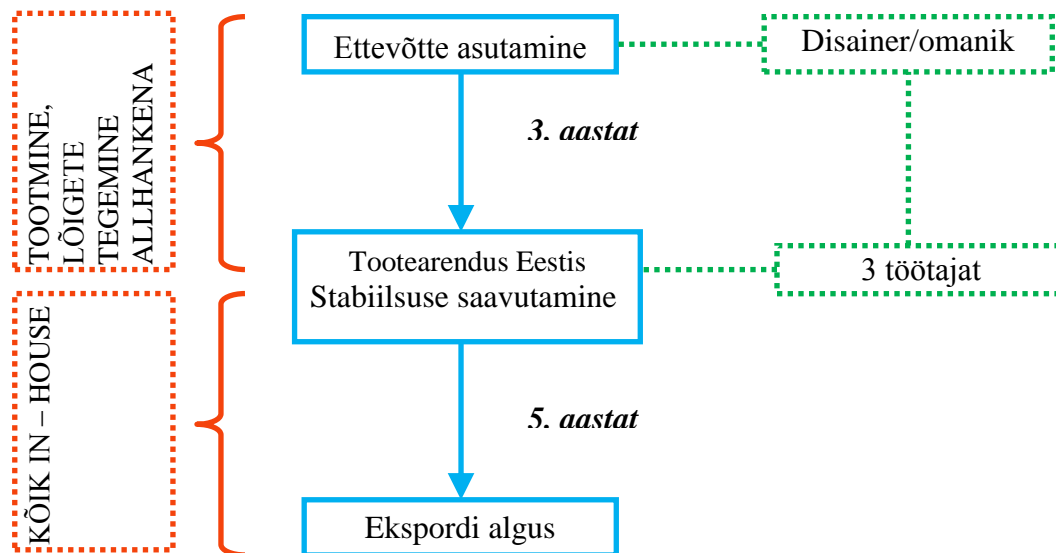 Ettevõtte asutamine
Disainer/omanik
TOOTMINE,
LÕIGETE
TEGEMINE
ALLHANKENA
3. aastat
Tootearendus Eestis
Stabiilsuse saavutamine
3 töötajat
KÕIK IN – HOUSE
5. aastat
Ekspordi algus